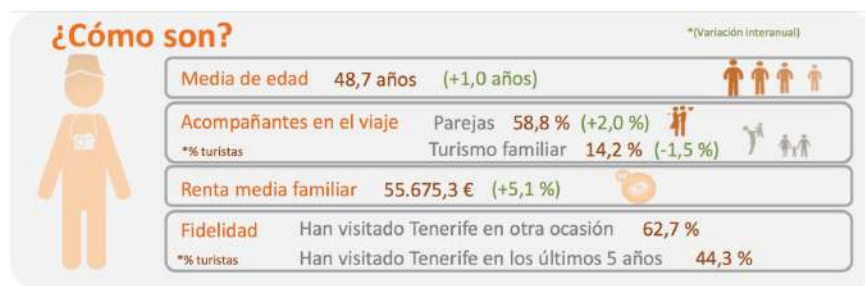 ¿Cómo son?
*(Variación interanual)
Media de edad 48,7 años (+1,0 años)
Acompañantes en el viaje Parejas 58,8 % (+2,0 %)
*% turistas Turismo familiar 14,2 % (-1,5 %)
Renta media familiar 55.675,3 € (+5,1 %)
Fidelidad Han visitado Tenerife en otra ocasión 62,7 %
*% turistas Han visitado Tenerife en los últimos 5 años 44,3 %